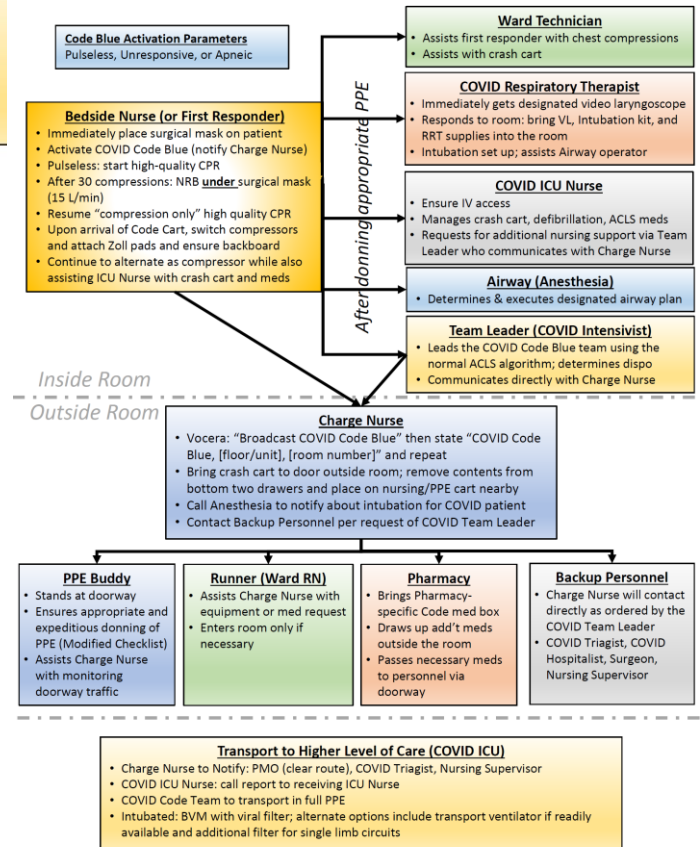 Code Blue Activation Parameters
Pulseless, Unresponsive, or Apneic
Bedside Nurse (or First Responder)
• Immediately place surgical mask on patient
• Activate COVID Code Blue (notify Charge Nurse)
• Pulseless: start high-quality CPR
• After 30 compressions: NRB under surgical mask
(15 L/min)
• Resume "compression only" high quality CPR
• Upon arrival of Code Cart, switch compressors
and attach Zoll pads and ensure backboard
• Continue to alternate as compressor while also
assisting ICU Nurse with crash cart and meds
After donning appropriate PPE
Ward Technician
• Assists first responder with chest compressions
• Assists with crash cart
COVID Respiratory Therapist
• Immediately gets designated video laryngoscope
• Responds to room: bring VL, Intubation kit, and
RRT supplies into the room
• Intubation set up; assists Airway operator
COVID ICU Nurse
• Ensure IV access
• Manages crash cart, defibrillation, ACLS meds
• Requests for additional nursing support via Team
Leader who communicates with Charge Nurse
Airway (Anesthesia)
• Determines & executes designated airway plan
Team Leader (COVID Intensivist)
• Leads the COVID Code Blue team using the
normal ACLS algorithm; determines dispo
• Communicates directly with Charge Nurse
Inside Room
Outside Room
Charge Nurse
• Vocera: "Broadcast COVID Code Blue" then state "COVID Code
Blue, [floor/unit], [room number]" and repeat
• Bring crash cart to door outside room; remove contents from
bottom two drawers and place on nursing/PPE cart nearby
• Call Anesthesia to notify about intubation for COVID patient
• Contact Backup Personnel per request of COVID Team Leader
PPE Buddy
• Stands at doorway
• Ensures appropriate and
expeditious donning of
PPE (Modified Checklist)
• Assists Charge Nurse
with monitoring
doorway traffic
Runner (Ward RN)
• Assists Charge Nurse with
equipment or med request
• Enters room only if
necessary
Pharmacy
• Brings Pharmacy-
specific Code med box
• Draws up add't meds
outside the room
• Passes necessary meds
to personnel via
doorway
Backup Personnel
• Charge Nurse will contact
directly as ordered by the
COVID Team Leader
• COVID Triagist, COVID
Hospitalist, Surgeon,
Nursing Supervisor
Transport to Higher Level of Care (COVID ICU)
• Charge Nurse to Notify: PMO (clear route), COVID Triagist, Nursing Supervisor
• COVID ICU Nurse: call report to receiving ICU Nurse
• COVID Code Team to transport in full PPE
• Intubated: BVM with viral filter; alternate options include transport ventilator if readily
available and additional filter for single limb circuits